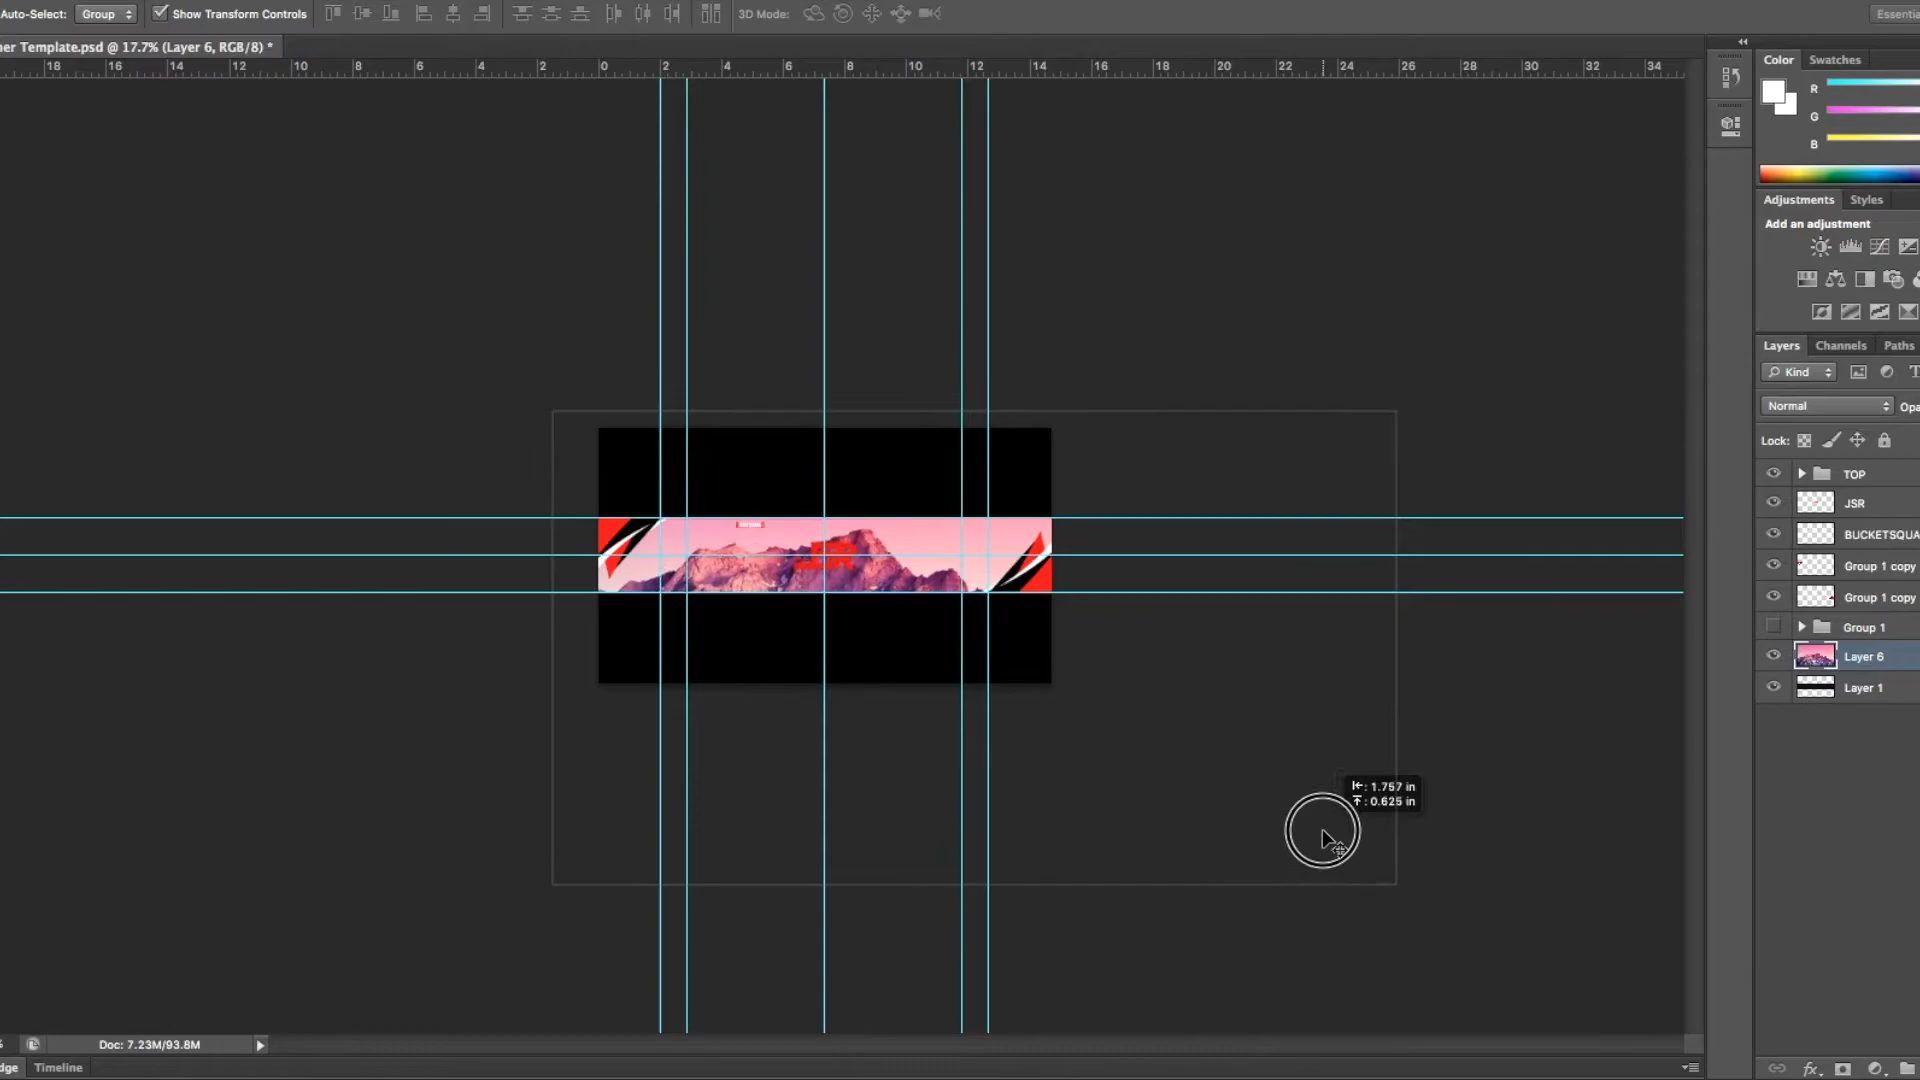 Auto-Select: Group Show Transform Controls 3D Mode: Essentia
ner Template.psd @ 17.7% (Layer 6, RGB/8) *
18 16 14 12 10 8 6 4 2 0 2 4 6 8 10 12 14 16 18 20 22 24 26 28 30 32 34
Color Swatches
R
G
B
Adjustments Styles
Add an adjustment
Layers Channels Paths
Kind
Normal Opa
Lock:
TOP
JSR
BUCKETSQUA
Group 1 copy
Group 1 copy
Group 1
Layer 6
Layer 1
: 1.757 in
: 0.625 in
% Doc: 7.23M/93.8M
dge Timeline
fx